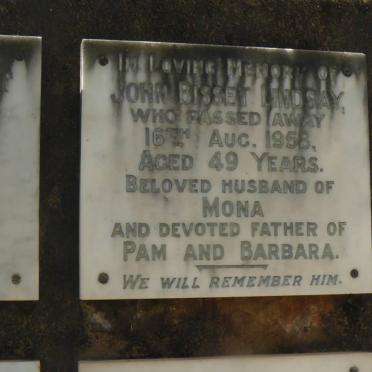 IN LOVING MEMORY OF
JOHN BISSET LINDSAY,
WHO PASSED AWAY
16TH AUG. 1958,
AGED 49 YEARS.
BELOVED HUSBAND OF
MONA
AND DEVOTED FATHER OF
PAM AND BARBARA.
WE WILL REMEMBER HIM.